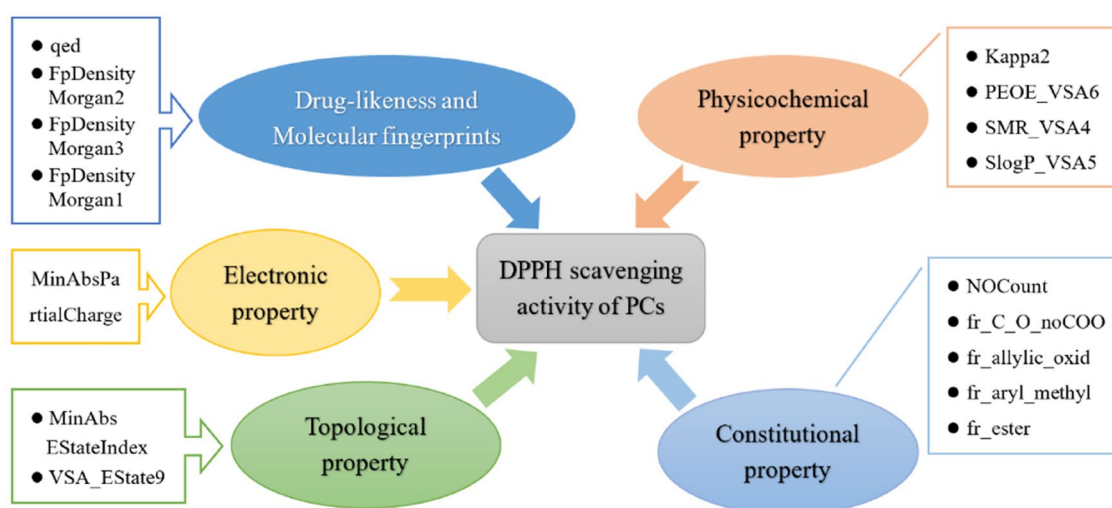 ● qed
● FpDensity
Morgan2
● FpDensity
Morgan3
● FpDensity
Morgan1
Drug-likeness and
Molecular fingerprints
Physicochemical
property
● Kappa2
● PEOE_VSA6
● SMR_VSA4
● SlogP_VSA5
MinAbsPa
rtialCharge
Electronic
property
DPPH scavenging
activity of PCs
● NOCount
● fr_C_O_noCOO
● fr_allylic_oxid
● fr_aryl_methyl
● fr_ester
● MinAbs
EStateIndex
● VSA_EState9
Topological
property
Constitutional
property